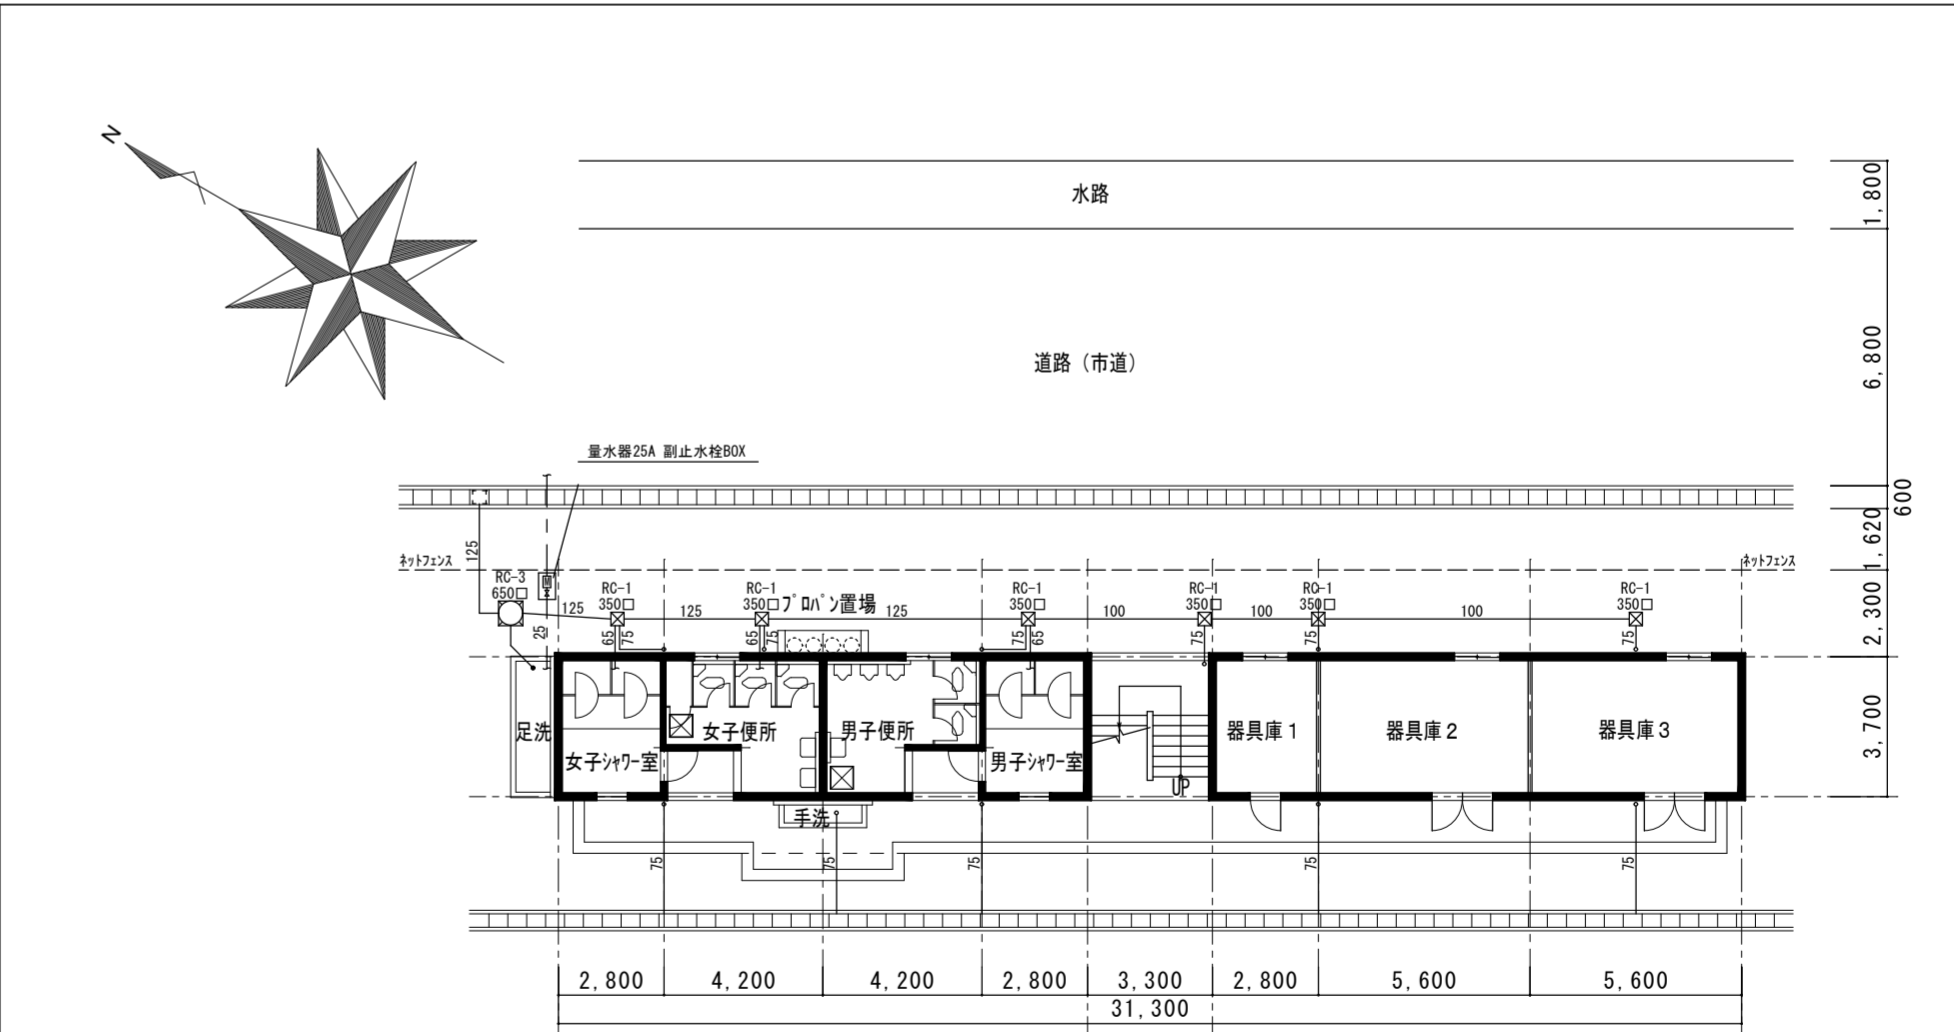 N
水路
1,800
道路（市道）
6,800
量水器25A 副止水栓BOX
600
1,620
ﾈｯﾄﾌｪﾝｽ
ﾈｯﾄﾌｪﾝｽ
125
RC-3
650□
M
25
125
RC-1
350□
65
75
125
RC-1
350□
65
75
ﾌﾟﾛﾊﾟﾝ置場
125
RC-1
350□
75
65
100
RC-1
350□
75
100
RC-1
350□
75
100
RC-1
350□
75
2,300
足洗
女子ｼｬﾜｰ室
女子便所
男子便所
男子ｼｬﾜｰ室
UP
器具庫1
器具庫2
器具庫3
3,700
手洗
75
75
75
75
75
2,800
4,200
4,200
2,800
3,300
2,800
5,600
5,600
31,300